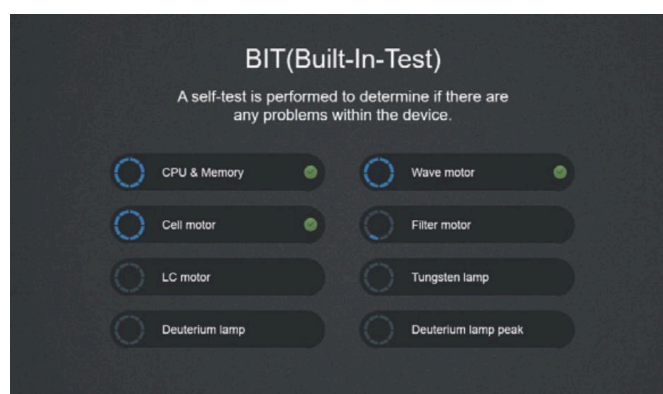 BIT(Built-In-Test)
A self-test is performed to determine if there are
any problems within the device.
CPU & Memory
Wave motor
Cell motor
Filter motor
LC motor
Tungsten lamp
Deuterium lamp
Deuterium lamp peak